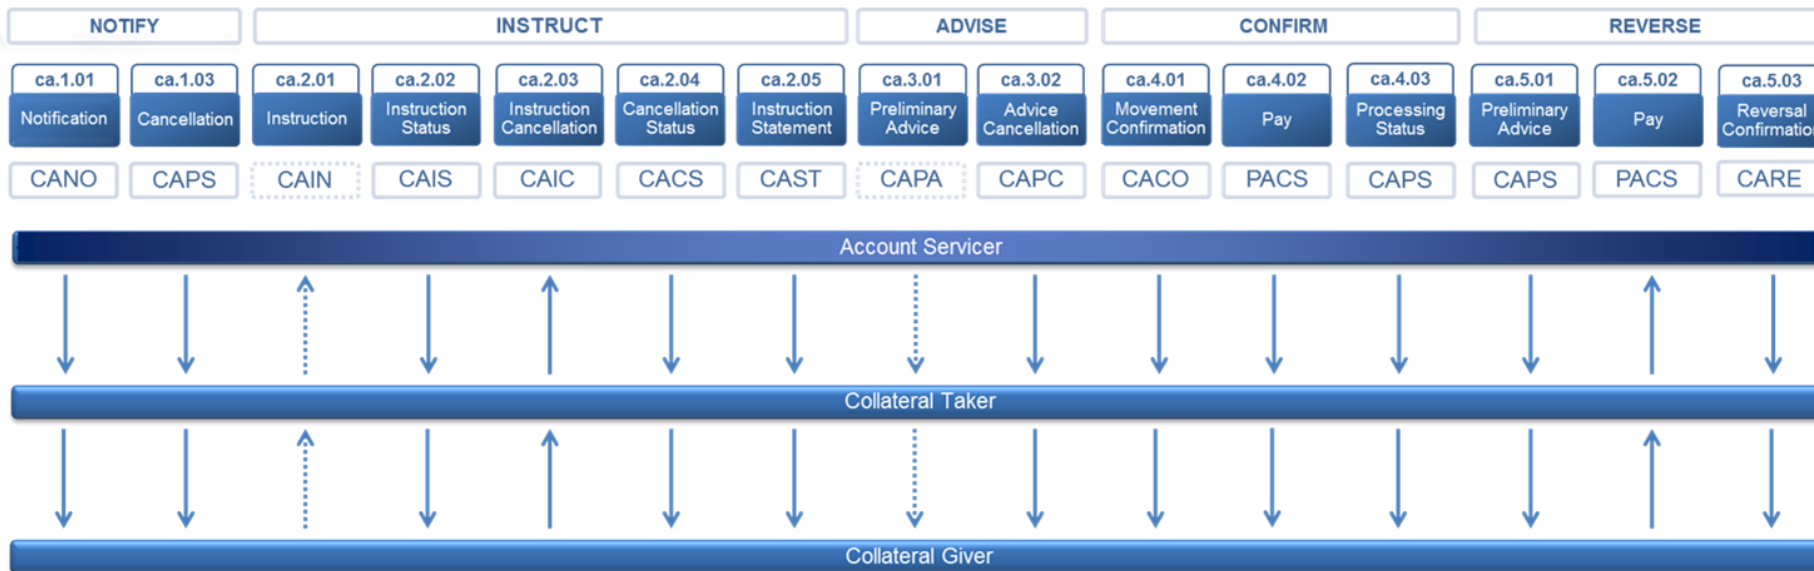 NOTIFY INSTRUCT ADVISE CONFIRM REVERSE
ca.1.01 ca.1.03 ca.2.01 ca.2.02 ca.2.03 ca.2.04 ca.2.05 ca.3.01 ca.3.02 ca.4.01 ca.4.02 ca.4.03 ca.5.01 ca.5.02 ca.5.03
Notification
Cancellation
Instruction
Instruction
Status
Instruction
Cancellation
Cancellation
Status
Instruction
Statement
Preliminary
Advice
Advice
Cancellation
Movement
Confirmation
Pay
Processing
Status
Preliminary
Advice
Pay
Reversal
Confirmation
CANO CAPS CAIN CAIS CAIC CACS CAST CAPA CAPC CACO PACS CAPS CAPS PACS CARE
Account Servicer
Collateral Taker
Collateral Giver